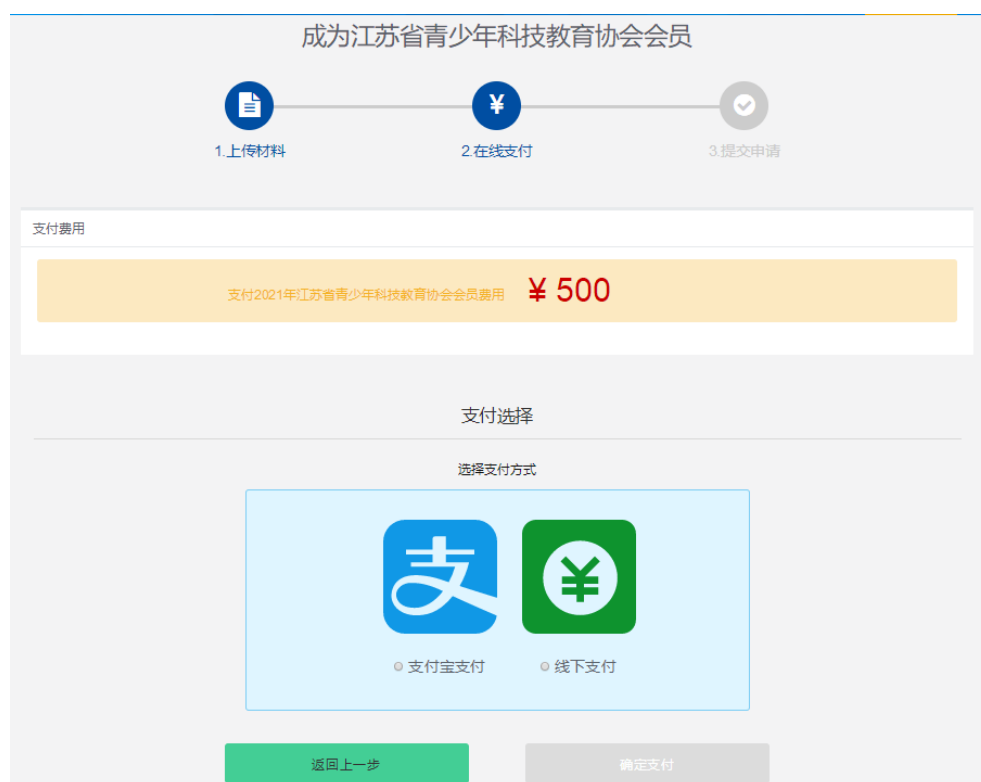 成为江苏省青少年科技教育协会会员
¥
1.上传材料 2.在线支付 3.提交申请
支付费用
支付2021年江苏省青少年科技教育协会会员费用 ¥ 500
支付选择
选择支付方式
支 ¥
支付宝支付 线下支付
返回上一步 确定支付